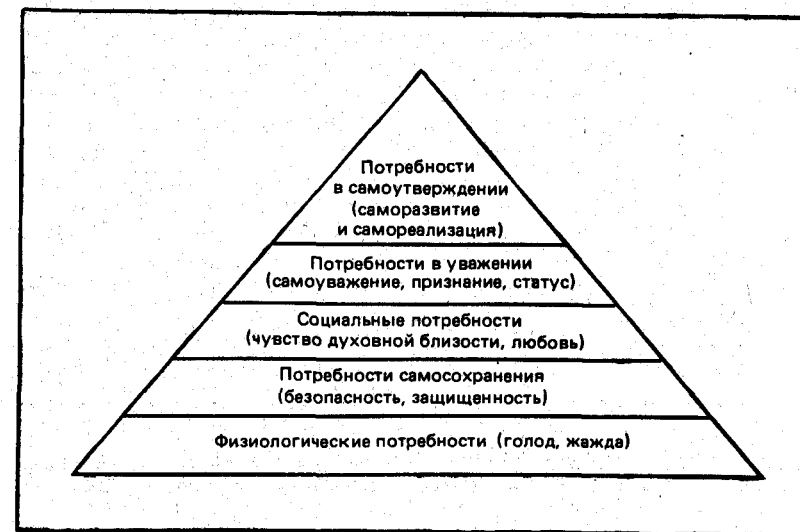 Потребности
в самоутверждении
(саморазвитие
и самореализация)
Потребности в уважении
(самоуважение, признание, статус)
Социальные потребности
(чувство духовной близости, любовь)
Потребности самосохранения
(безопасность, защищенность)
Физиологические потребности (голод, жажда)